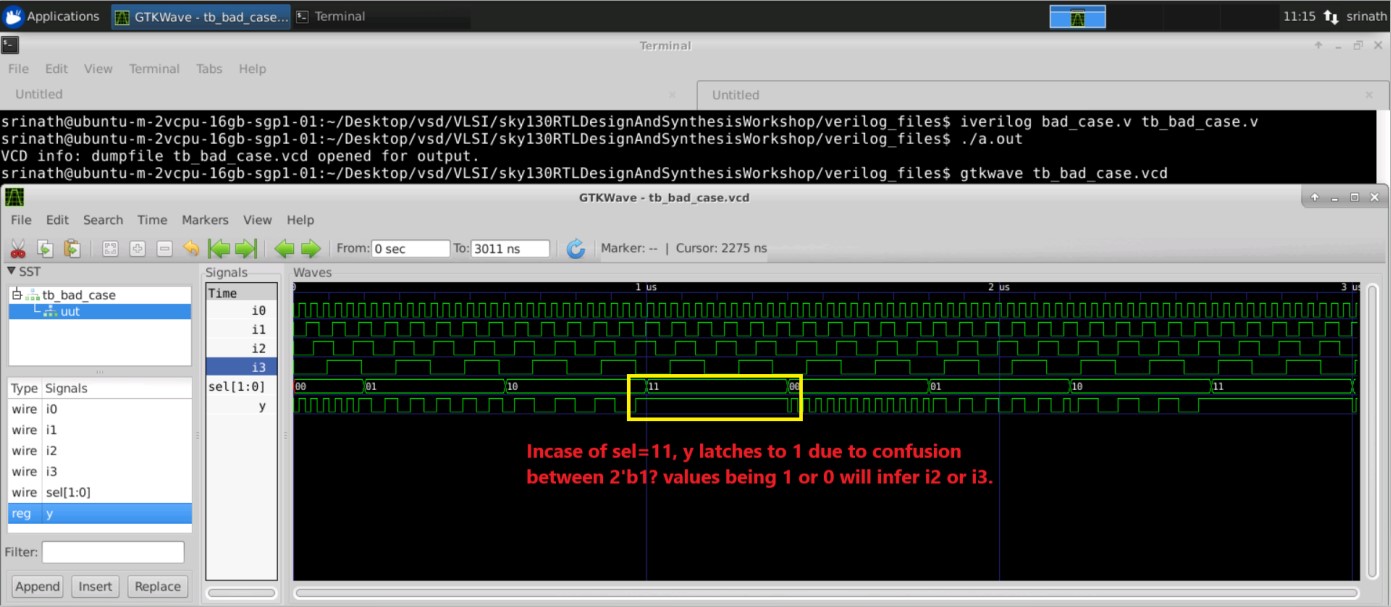 Applications GTKWave - tb_bad_case... Terminal 11:15 srinath
Terminal
File Edit View Terminal Tabs Help
Untitled Untitled
srinath@ubuntu-m-2vcpu-16gb-sgp1-01:~/Desktop/vsd/VLSI/sky130RTLDesignAndSynthesisWorkshop/verilog_files$ iverilog bad_case.v tb_bad_case.v
srinath@ubuntu-m-2vcpu-16gb-sgp1-01:~/Desktop/vsd/VLSI/sky130RTLDesignAndSynthesisWorkshop/verilog_files$ ./a.out
VCD info: dumpfile tb_bad_case.vcd opened for output.
srinath@ubuntu-m-2vcpu-16gb-sgp1-01:~/Desktop/vsd/VLSI/sky130RTLDesignAndSynthesisWorkshop/verilog_files$ gtkwave tb_bad_case.vcd
GTKWave - tb_bad_case.vcd
File Edit Search Time Markers View Help
From: 0 sec To: 3011 ns Marker: -- | Cursor: 2275 ns
SST
tb_bad_case
uut
Type Signals
wire i0
wire i1
wire i2
wire i3
wire sel[1:0]
reg y
Filter:
Append Insert Replace
Signals
Time
i0
i1
i2
i3
sel[1:0]
y
Waves
1 us 2 us 3 us
00 01 10 11 00 01 10 11
Incase of sel=11, y latches to 1 due to confusion
between 2'b1? values being 1 or 0 will infer i2 or i3.